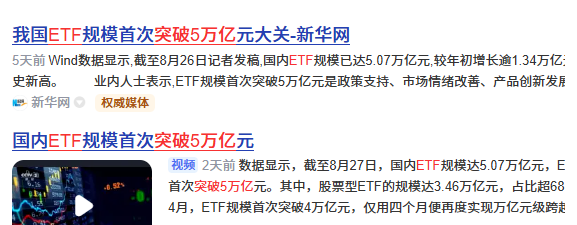 我国ETF规模首次突破5万亿元大关-新华网
5天前 Wind数据显示,截至8月26日记者发稿,国内ETF规模已达5.07万亿元,较年初增长逾1.34万亿
史新高。 业内人士表示,ETF规模首次突破5万亿元是政策支持、市场情绪改善、产品创新发展
新华网 权威媒体
国内ETF规模首次突破5万亿元
视频 2天前 数据显示，截至8月27日，国内ETF规模达5.07万亿元，E
首次突破5万亿元。其中，股票型ETF的规模达3.46万亿元，占比超68
4月，ETF规模首次突破4万亿元，仅用四个月便再度实现万亿元级跨越
+0.92%